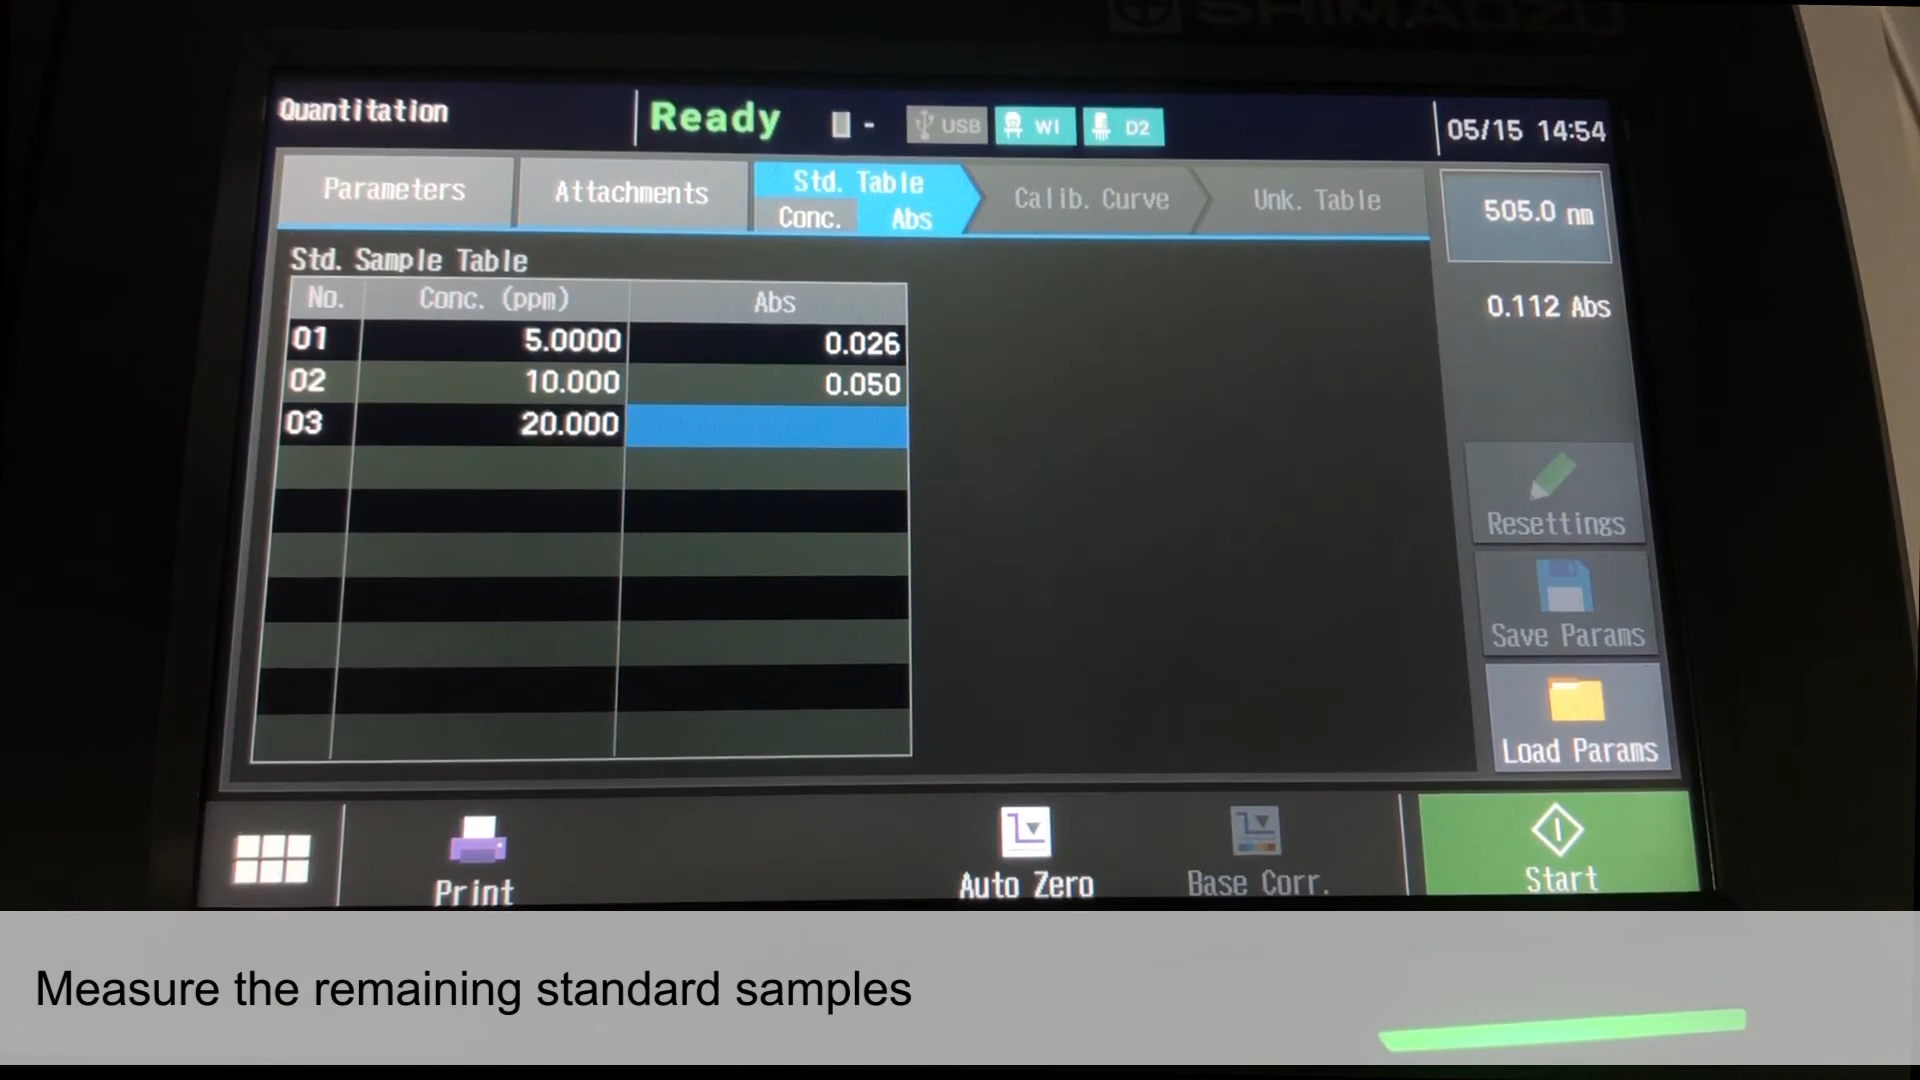 SHIMADZU
Quantitation
Ready
-
USB
WI
D2
05/15 14:54
Parameters
Attachments
Std. Table
Conc.
Abs
Calib. Curve
Unk. Table
505.0 nm
0.112 Abs
Std. Sample Table
No. Conc. (ppm) Abs
01 5.0000 0.026
02 10.000 0.050
03 20.000
Resettings
Save Params
Load Params
Print
Auto Zero
Base Corr.
Start
Measure the remaining standard samples